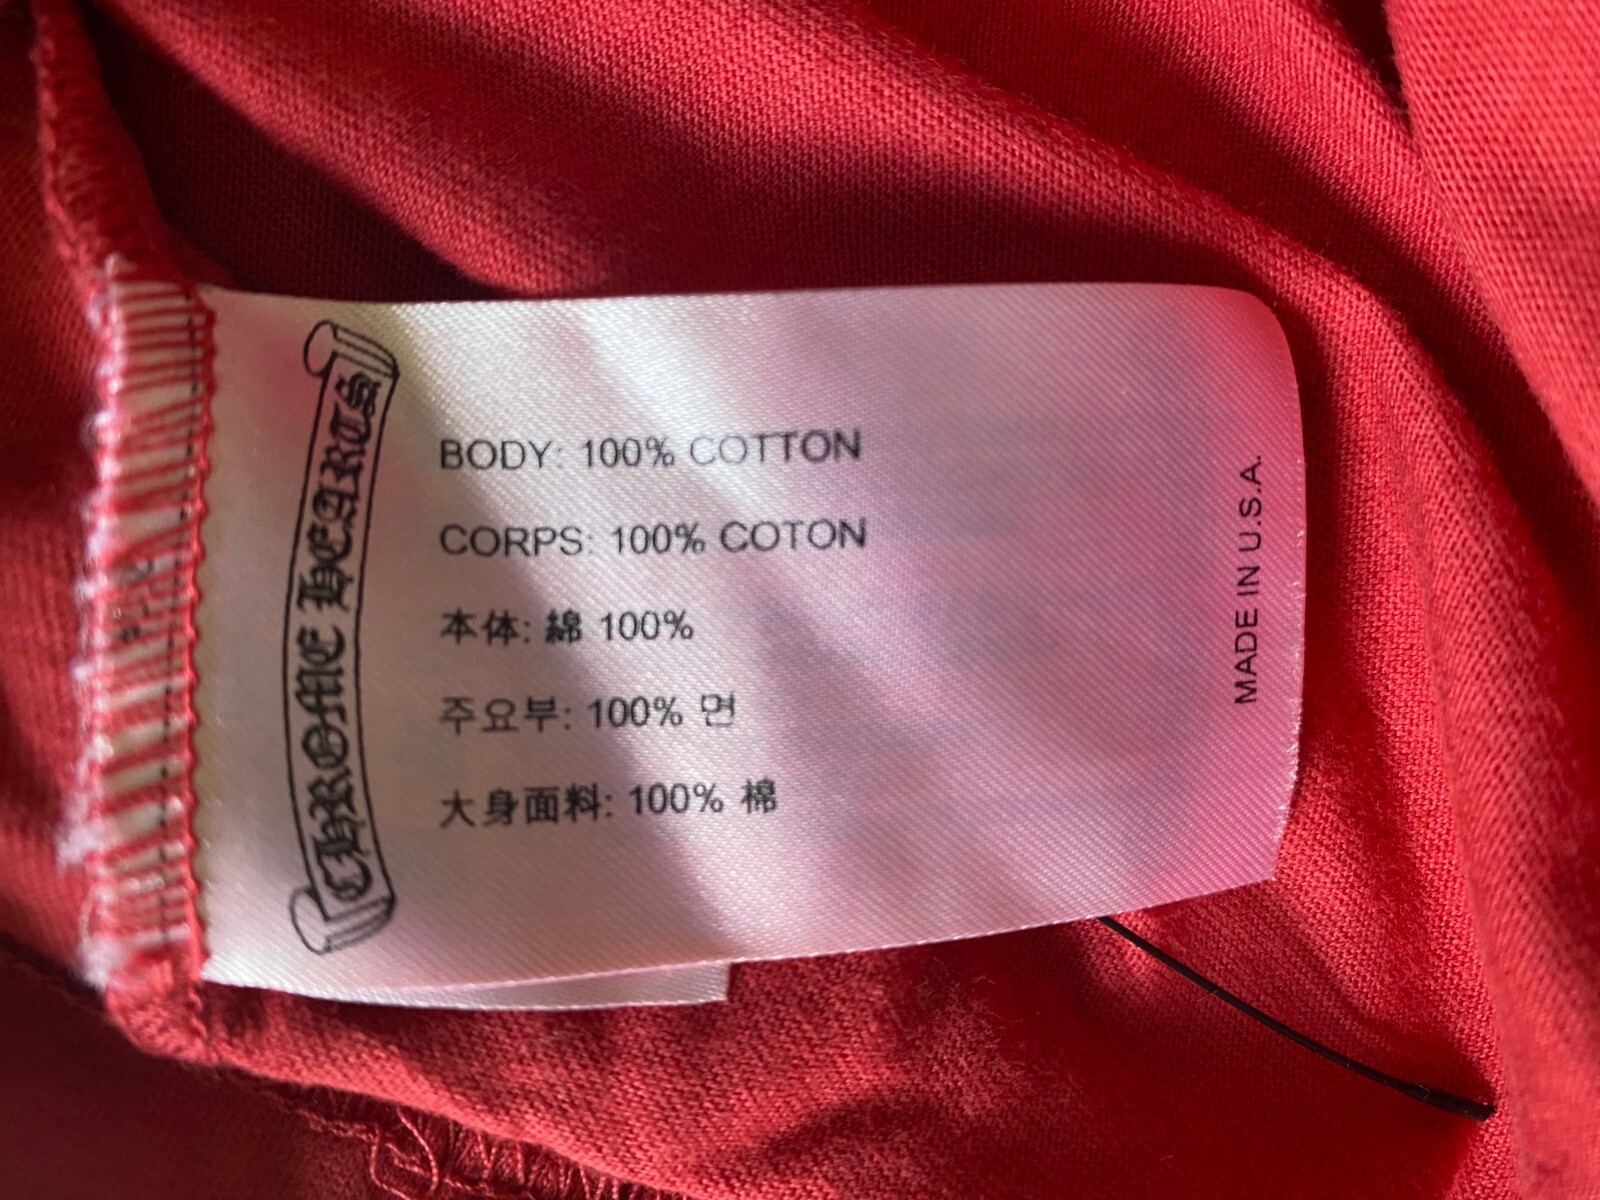 CHROME HEARTS
BODY: 100% COTTON
CORPS: 100% COTON
本体: 綿 100%
주요부: 100% 면
大身面料: 100% 棉
MADE IN U.S.A.